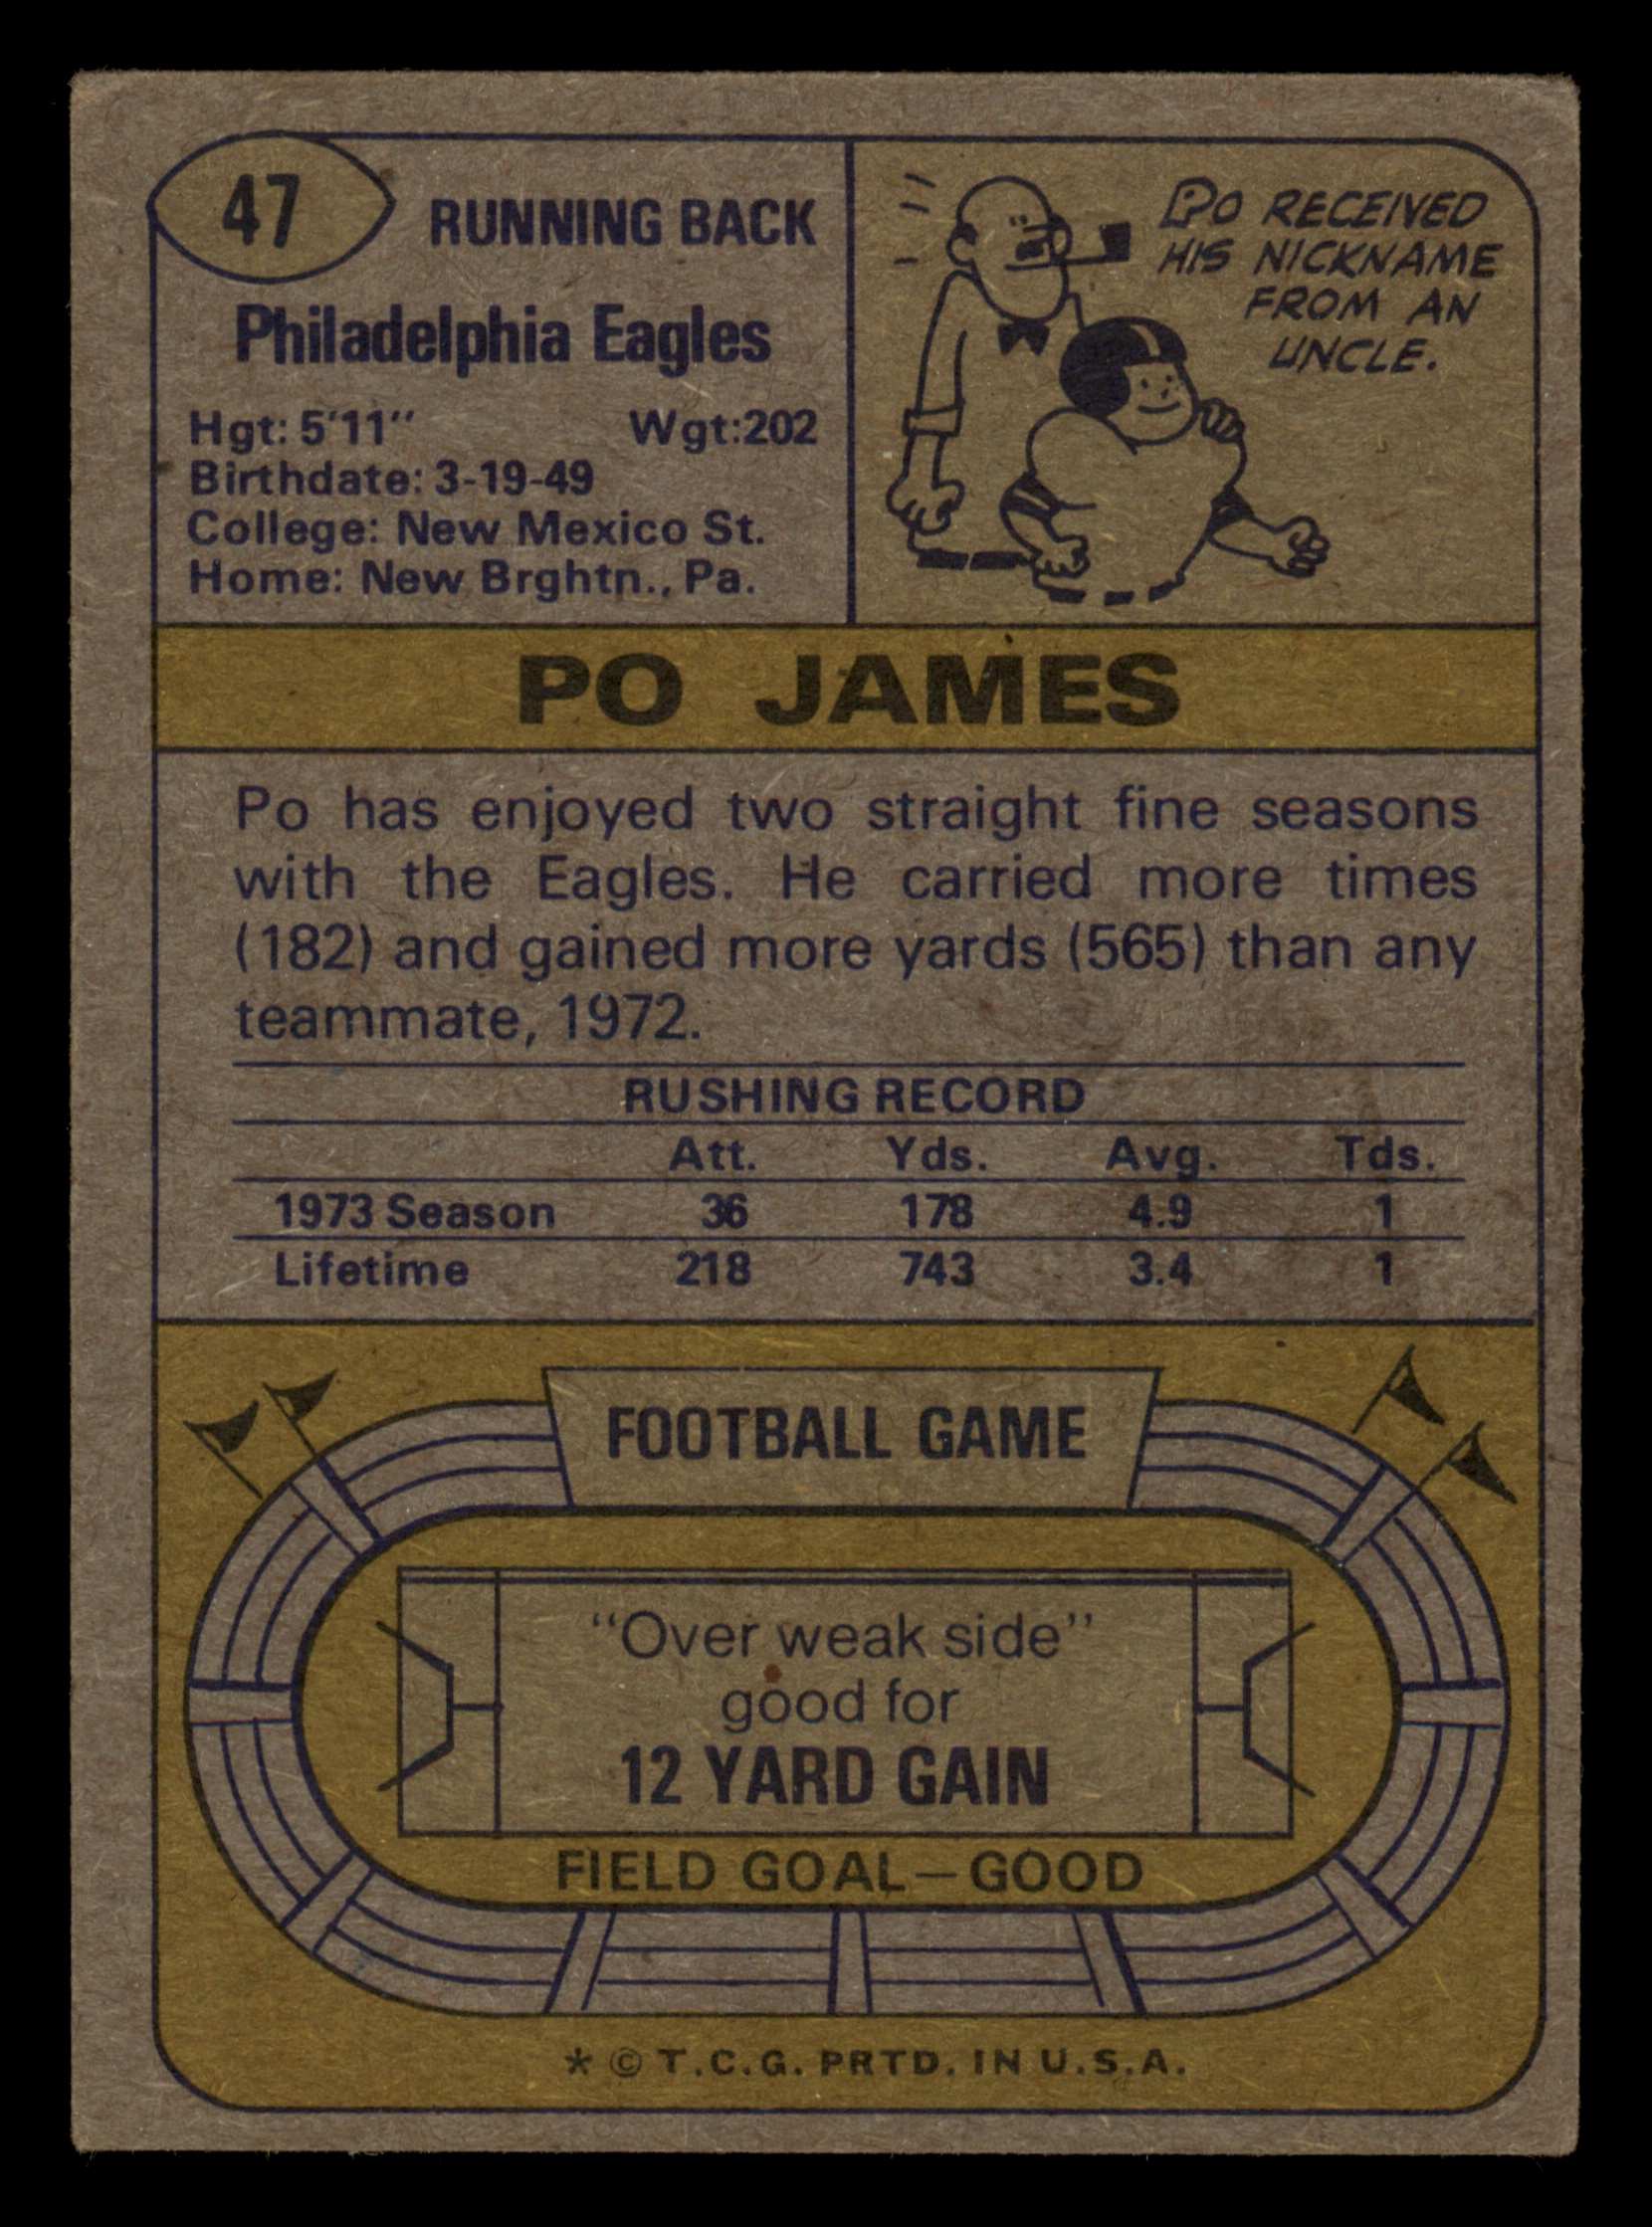 47
RUNNING BACK
Philadelphia Eagles
Hgt: 5'11" Wgt:202
Birthdate: 3-19-49
College: New Mexico St.
Home: New Brghtn., Pa.
PO RECEIVED
HIS NICKNAME
FROM AN
UNCLE.
PO JAMES
Po has enjoyed two straight fine seasons
with the Eagles. He carried more times
(182) and gained more yards (565) than any
teammate, 1972.
RUSHING RECORD
Att. Yds. Avg. Tds.
1973 Season 36 178 4.9 1
Lifetime 218 743 3.4 1
FOOTBALL GAME
"Over weak side"
good for
12 YARD GAIN
FIELD GOAL—GOOD
* © T.C.G. PRTD. IN U.S.A.